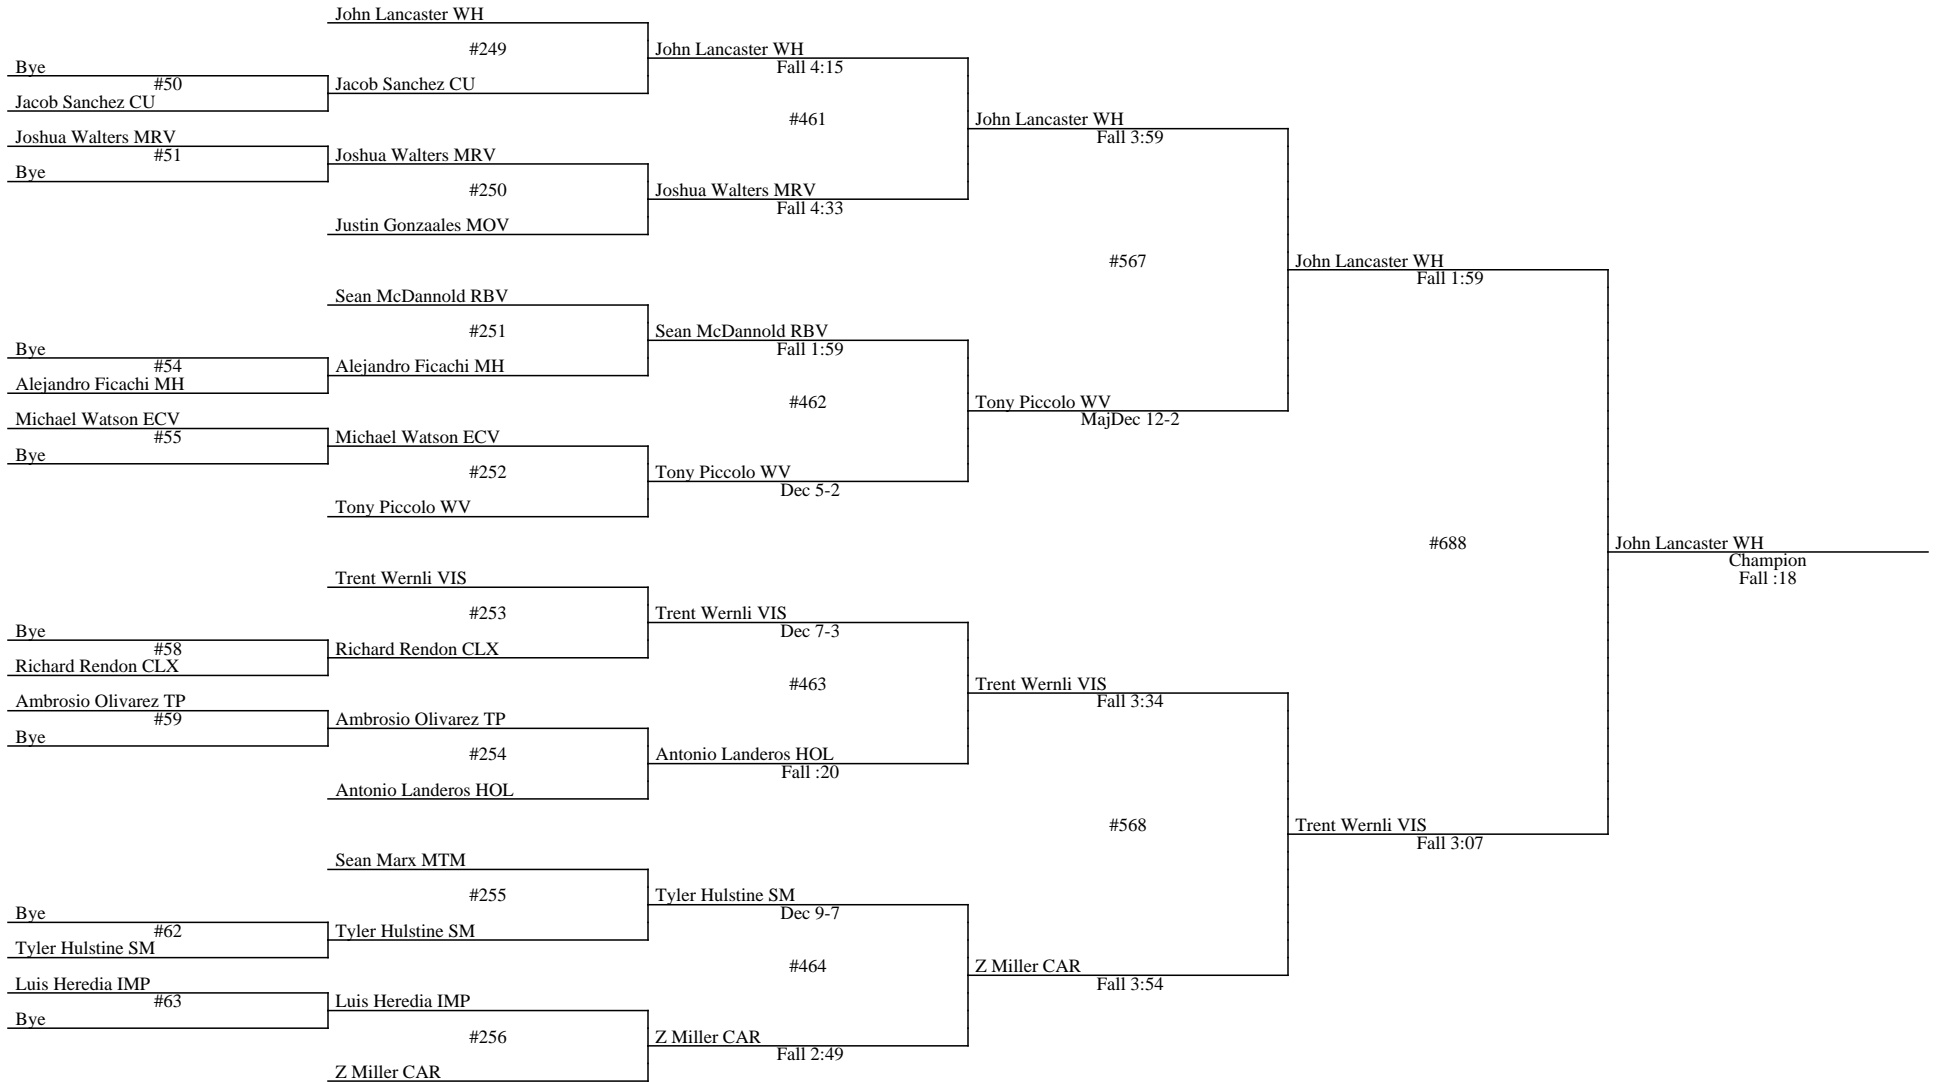 John Lancaster WH
#249
John Lancaster WH
Fall 4:15
Bye
#50
Jacob Sanchez CU
Jacob Sanchez CU
#461
John Lancaster WH
Fall 3:59
Joshua Walters MRV
#51
Joshua Walters MRV
Bye
#250
Joshua Walters MRV
Fall 4:33
Justin Gonzaales MOV
#567
John Lancaster WH
Fall 1:59
Sean McDannold RBV
#251
Sean McDannold RBV
Fall 1:59
Bye
#54
Alejandro Ficachi MH
Alejandro Ficachi MH
#462
Tony Piccolo WV
MajDec 12-2
Michael Watson ECV
#55
Michael Watson ECV
Bye
#252
Tony Piccolo WV
Dec 5-2
Tony Piccolo WV
#688
John Lancaster WH
Champion
Fall :18
Trent Wernli VIS
#253
Trent Wernli VIS
Dec 7-3
Bye
#58
Richard Rendon CLX
Richard Rendon CLX
#463
Trent Wernli VIS
Fall 3:34
Ambrosio Olivarez TP
#59
Ambrosio Olivarez TP
Bye
#254
Antonio Landeros HOL
Fall :20
Antonio Landeros HOL
#568
Trent Wernli VIS
Fall 3:07
Sean Marx MTM
#255
Tyler Hulstine SM
Dec 9-7
Bye
#62
Tyler Hulstine SM
Tyler Hulstine SM
#464
Z Miller CAR
Fall 3:54
Luis Heredia IMP
#63
Luis Heredia IMP
Bye
#256
Z Miller CAR
Fall 2:49
Z Miller CAR